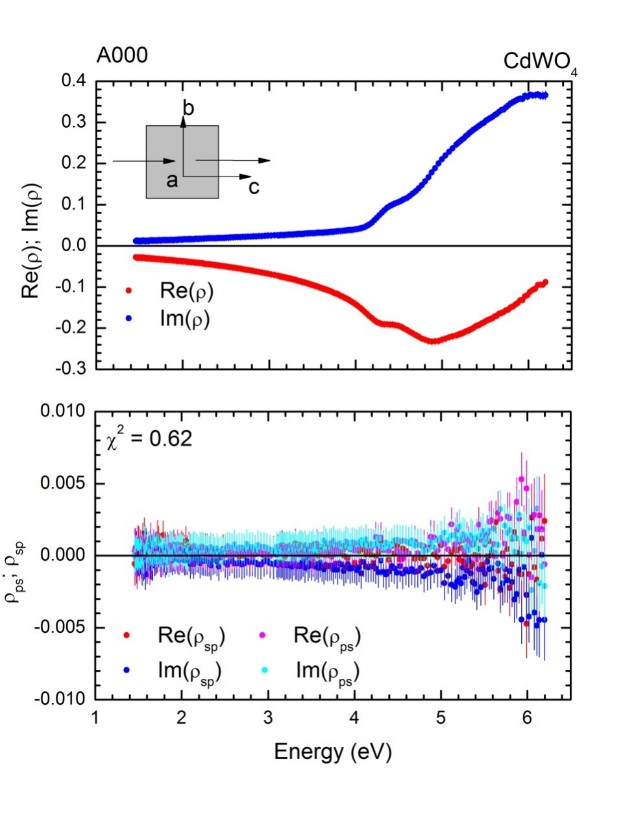 A000
CdWO4
0.4
0.3
0.2
0.1
0.0
-0.1
-0.2
-0.3
Re(ρ); Im(ρ)
b
a
c
Re(ρ)
Im(ρ)
0.010
0.005
0.000
-0.005
-0.010
ρps; ρsp
χ2 = 0.62
Re(ρsp) Re(ρps)
Im(ρsp) Im(ρps)
1 2 3 4 5 6
Energy (eV)